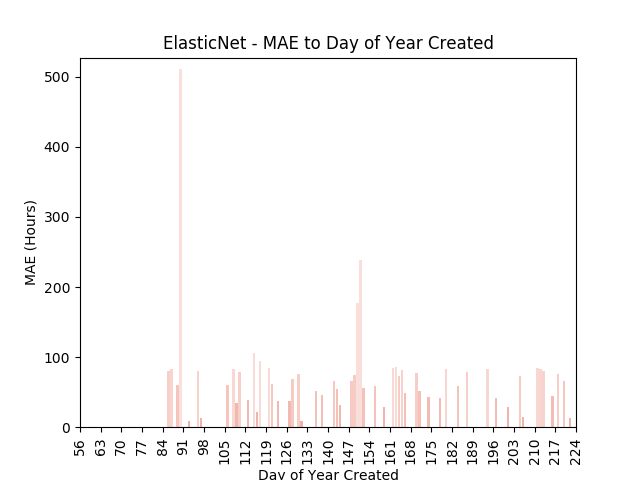 ElasticNet - MAE to Day of Year Created
MAE (Hours)
500
400
300
200
100
0
56 63 70 77 84 91 98 105 112 119 126 133 140 147 154 161 168 175 182 189 196 203 210 217 224
Day of Year Created